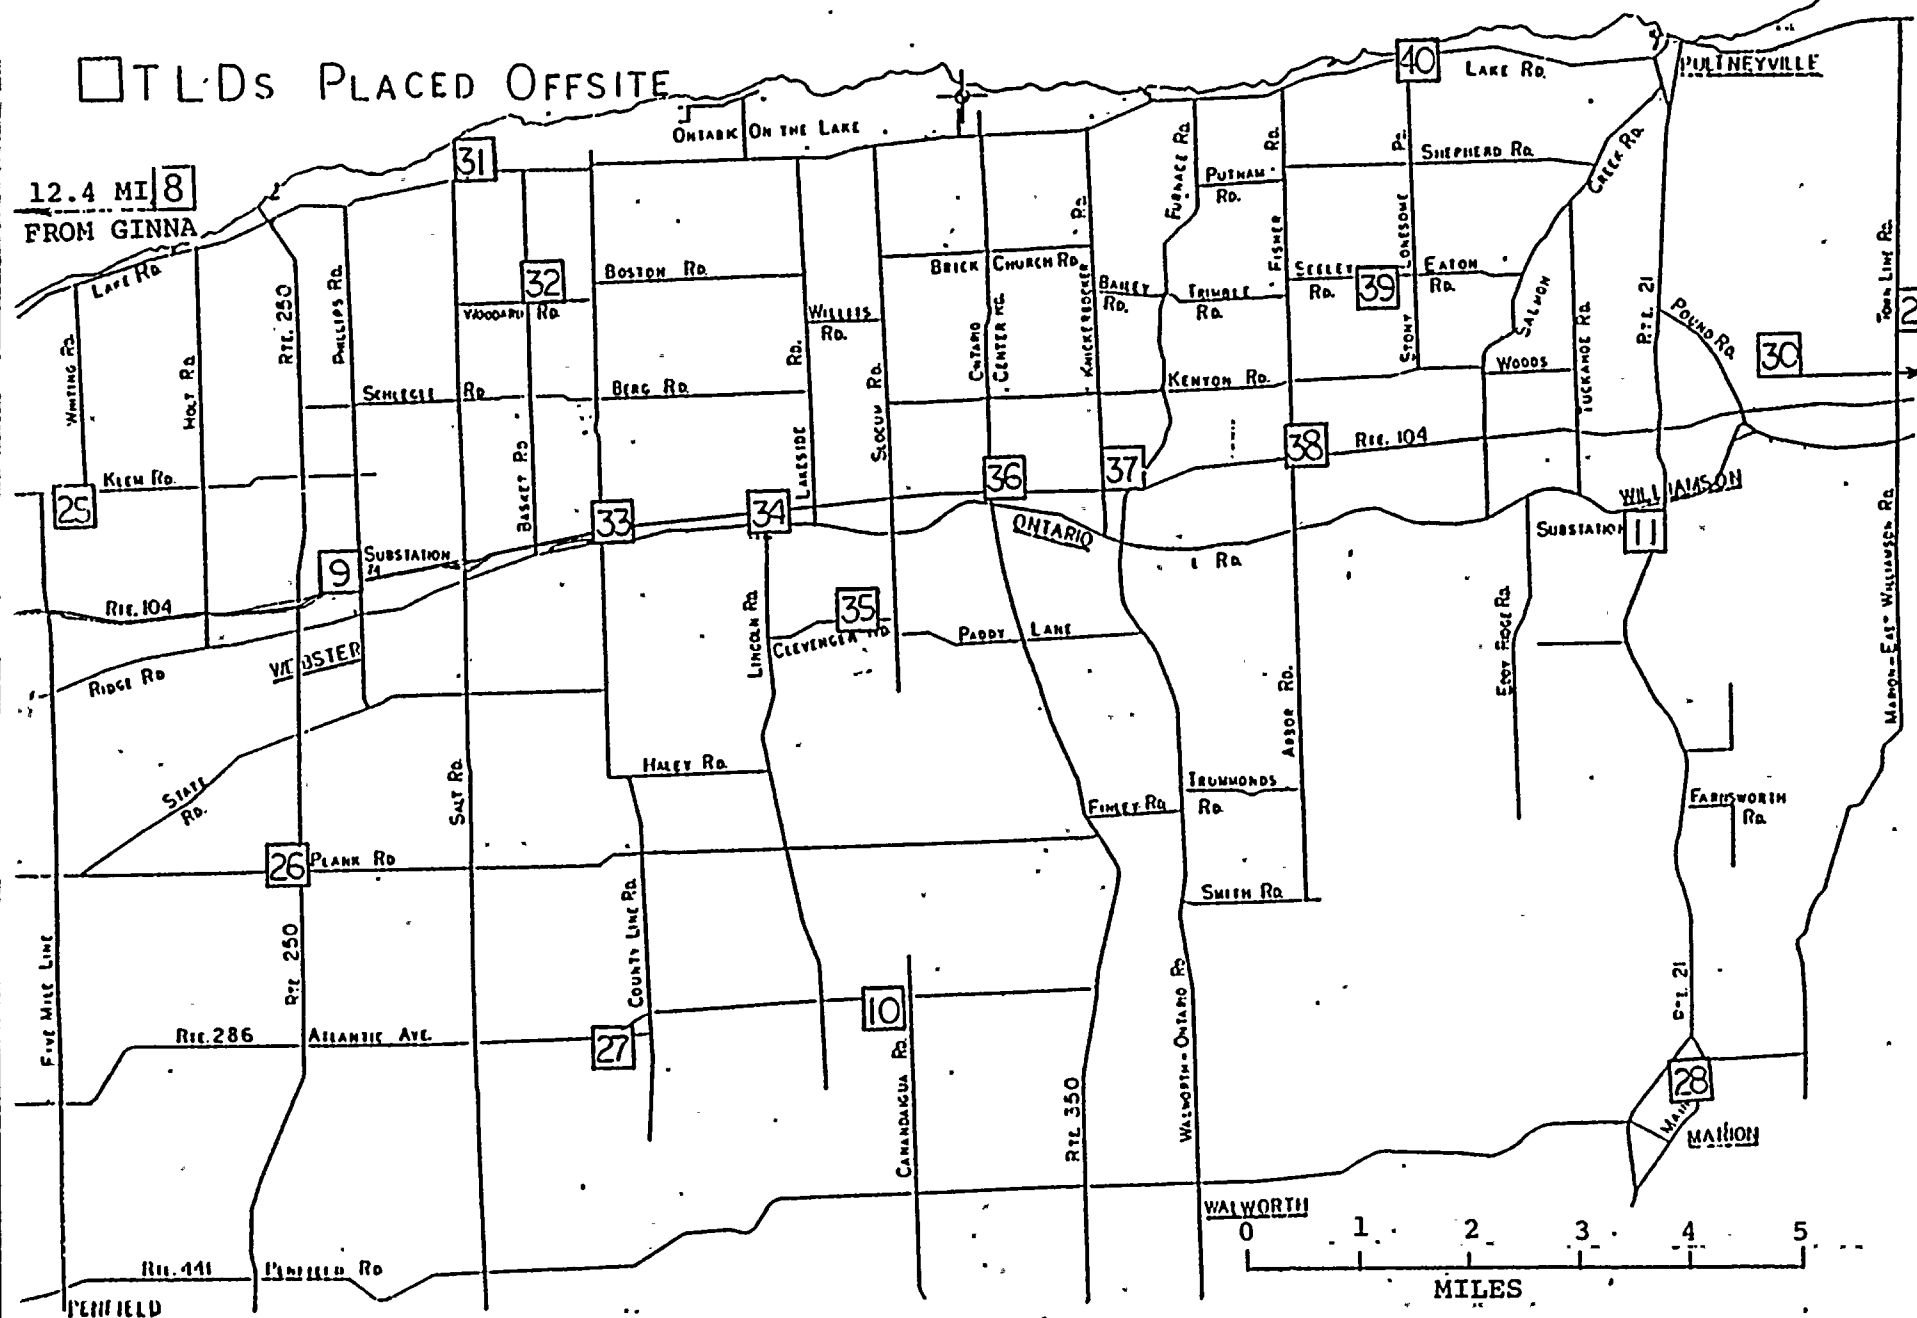 TLDs PLACED OFFSITE
12.4 MI 8
FROM GINNA
31
40
LAKE RD.
PULTNEYVILLE
ONTARIO ON THE LAKE
FURNACE RD.
PUTNAM
RD.
FISHER RD.
STONY LONESOME RD.
SHEPHERD RD.
SALMON CREEK RD.
LAKE RD.
WHITING RD.
HOLT RD.
RTE. 250
PHILLIPS RD.
32
WOODARD RD.
BOSTON RD.
WILLITS
RD.
BRICK CHURCH RD.
ONTARIO
CENTER RD.
KNICKERBOCKER RD.
BAILEY
RD.
TRIMBLE
RD.
SEELEY
RD.
39
EATON
RD.
TUCKAHOE RD.
RTE. 21
POUND RD.
TOWN LINE RD.
30
2
SCHLEGLE RD
BERG RD.
LAKESIDE RD.
SLOCUM RD.
KENYON RD.
WOODS
BASKET RD
KLEM RD.
25
33
34
36
37
38
RTE. 104
WILLIAMSON
SUBSTATION
11
MARION-EAST WILLIAMSON RD.
9
SUBSTATION
RTE. 104
RIDGE RD
WEBSTER
ONTARIO
RD.
LINCOLN RD.
35
CLEVENGER RD
PADDY LANE
EDDY RIDGE RD.
ARBOR RD.
STATE
RD.
SALT RD.
HALEY RD.
FINLEY RD
TRUMMONDS
RD.
FARNSWORTH
RD.
26
PLANK RD
SMITH RD.
FIVE MILE LINE
RTE 250
COUNTY LINE RD.
10
RTE. 286
ATLANTIC AVE.
27
CANANDAIGUA RD.
RTE. 350
WALWORTH-ONTARIO RD
RTE. 21
28
MARION
WALWORTH
0 1 2 3 4 5
MILES
RTE. 441
PENFIELD RD
PENFIELD